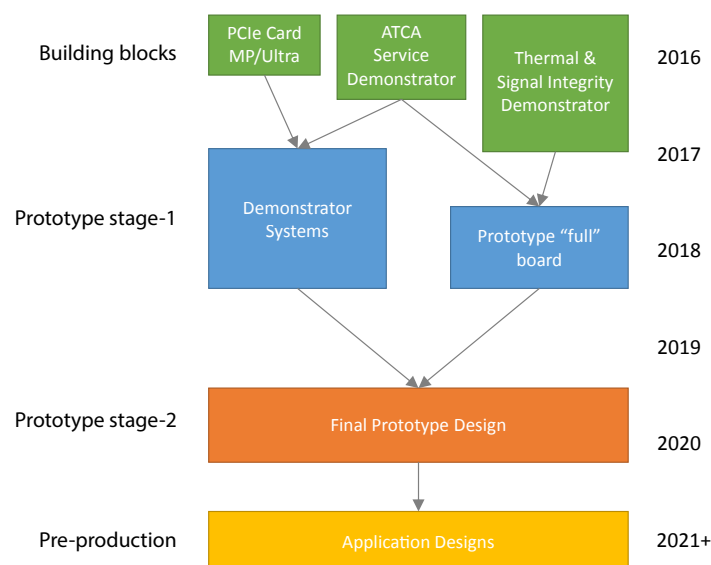 Building blocks
PCIe Card
MP/Ultra
ATCA
Service
Demonstrator
Thermal &
Signal Integrity
Demonstrator
2016
2017
Prototype stage-1
Demonstrator
Systems
Prototype “full”
board
2018
2019
Prototype stage-2
Final Prototype Design
2020
Pre-production
Application Designs
2021+